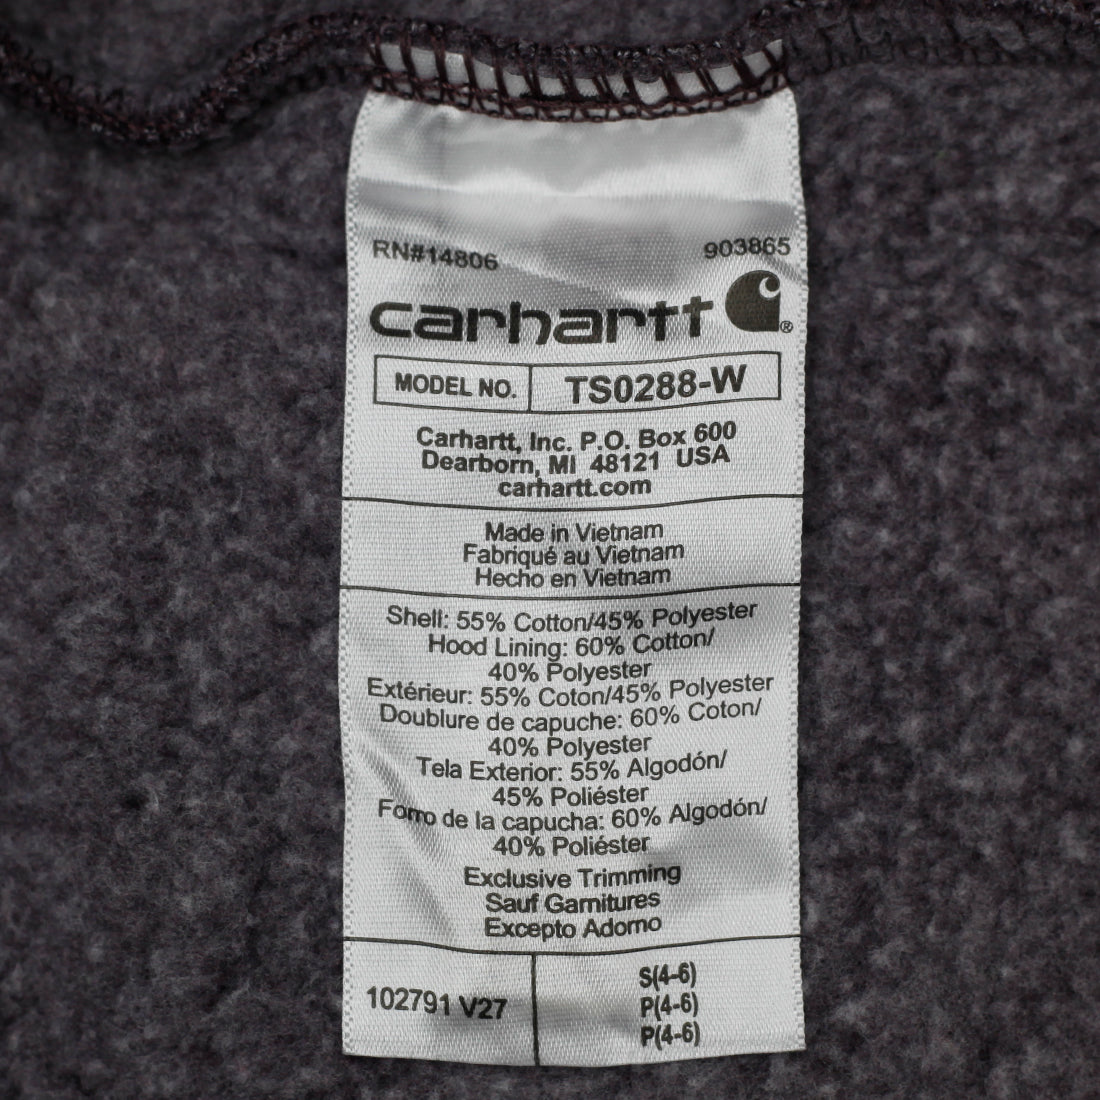 RN#14806 903865
carhartt®
MODEL NO. TS0288-W
Carhartt, Inc. P.O. Box 600
Dearborn, MI 48121 USA
carhartt.com
Made in Vietnam
Fabriqué au Vietnam
Hecho en Vietnam
Shell: 55% Cotton/45% Polyester
Hood Lining: 60% Cotton/
40% Polyester
Extérieur: 55% Coton/45% Polyester
Doublure de capuche: 60% Coton/
40% Polyester
Tela Exterior: 55% Algodón/
45% Poliéster
Forro de la capucha: 60% Algodón/
40% Poliéster
Exclusive Trimming
Sauf Garnitures
Excepto Adorno
102791 V27
S(4-6)
P(4-6)
P(4-6)